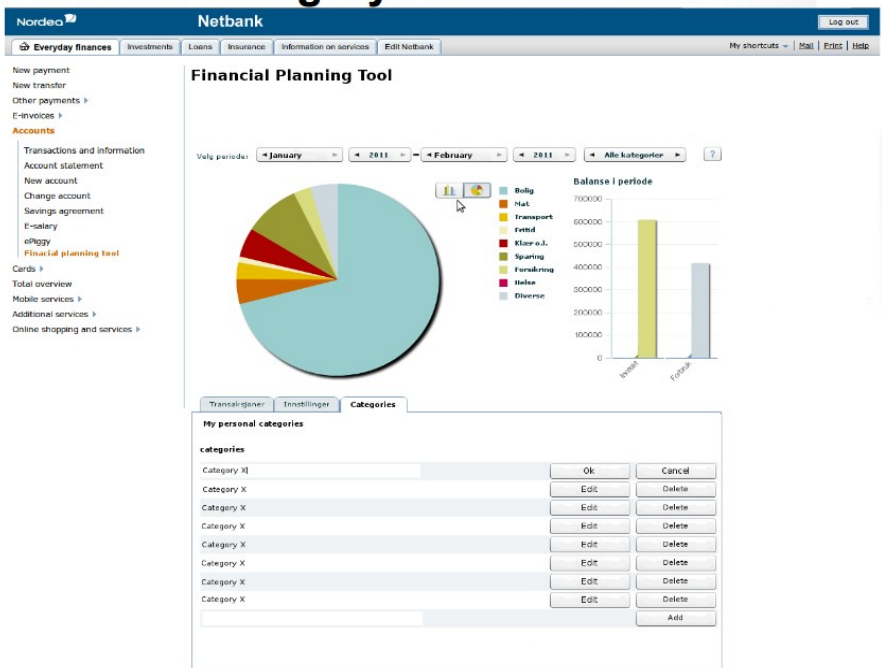 Nordea
Netbank
Log out
Everyday finances
Investments
Loans
Insurance
Information on services
Edit Netbank
My shortcuts
Mail
Print
Help
New payment
New transfer
Other payments
E-invoices
Accounts
Transactions and information
Account statement
New account
Change account
Savings agreement
E-salary
ePiggy
Finacial planning tool
Cards
Total overview
Mobile services
Additional services
Online shopping and services
Financial Planning Tool
Velg periode: January 2011 – February 2011 Alle kategorier ?
Bolig
Mat
Transport
Fritid
Klær o.l.
Sparing
Forsikring
Helse
Diverse
Balanse i periode
700000
600000
500000
400000
300000
200000
100000
0
Inntekt
Forbruk
Transaksjoner
Innstillinger
Categories
My personal categories
categories
Category X Ok Cancel
Category X Edit Delete
Category X Edit Delete
Category X Edit Delete
Category X Edit Delete
Category X Edit Delete
Category X Edit Delete
Category X Edit Delete
Add